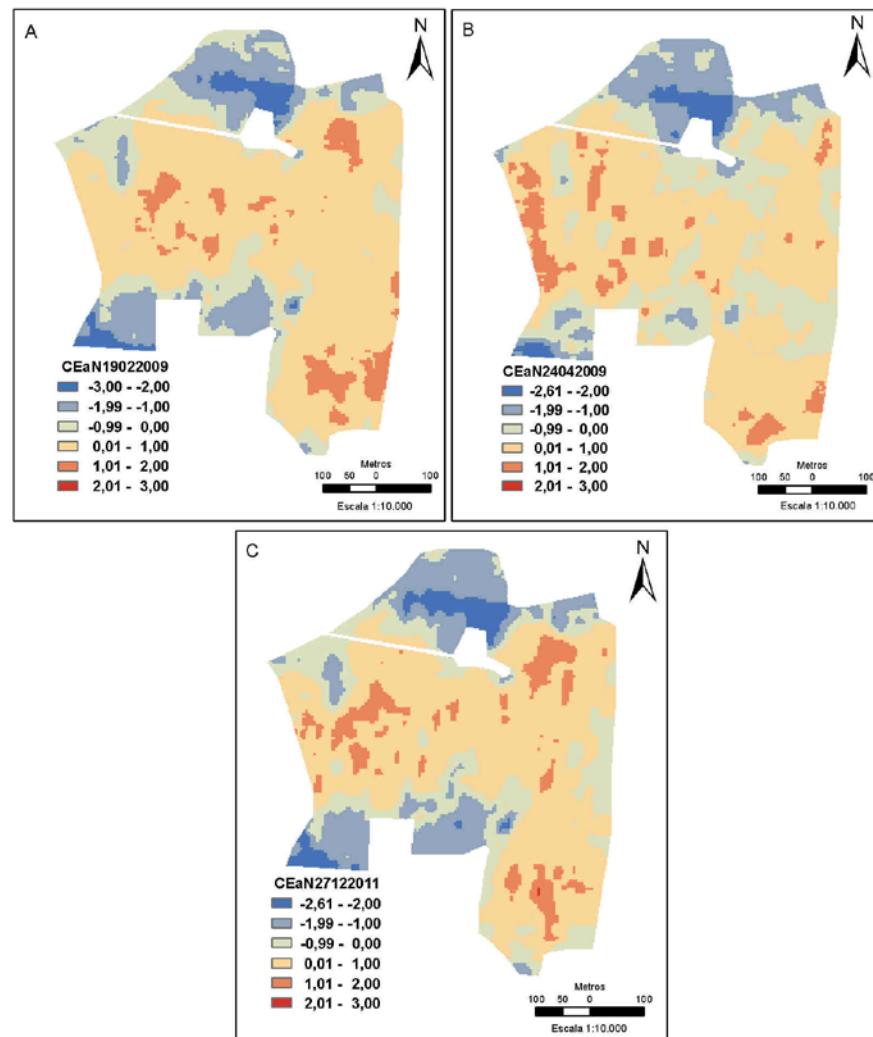 A
N
CEaN19022009
-3,00 - -2,00
-1,99 - -1,00
-0,99 - 0,00
0,01 - 1,00
1,01 - 2,00
2,01 - 3,00
Metros
100 50 0 100
Escala 1:10.000
B
N
CEaN24042009
-2,61 - -2,00
-1,99 - -1,00
-0,99 - 0,00
0,01 - 1,00
1,01 - 2,00
2,01 - 3,00
Metros
100 50 0 100
Escala 1:10.000
C
N
CEaN27122011
-2,61 - -2,00
-1,99 - -1,00
-0,99 - 0,00
0,01 - 1,00
1,01 - 2,00
2,01 - 3,00
Metros
100 50 0 100
Escala 1:10.000